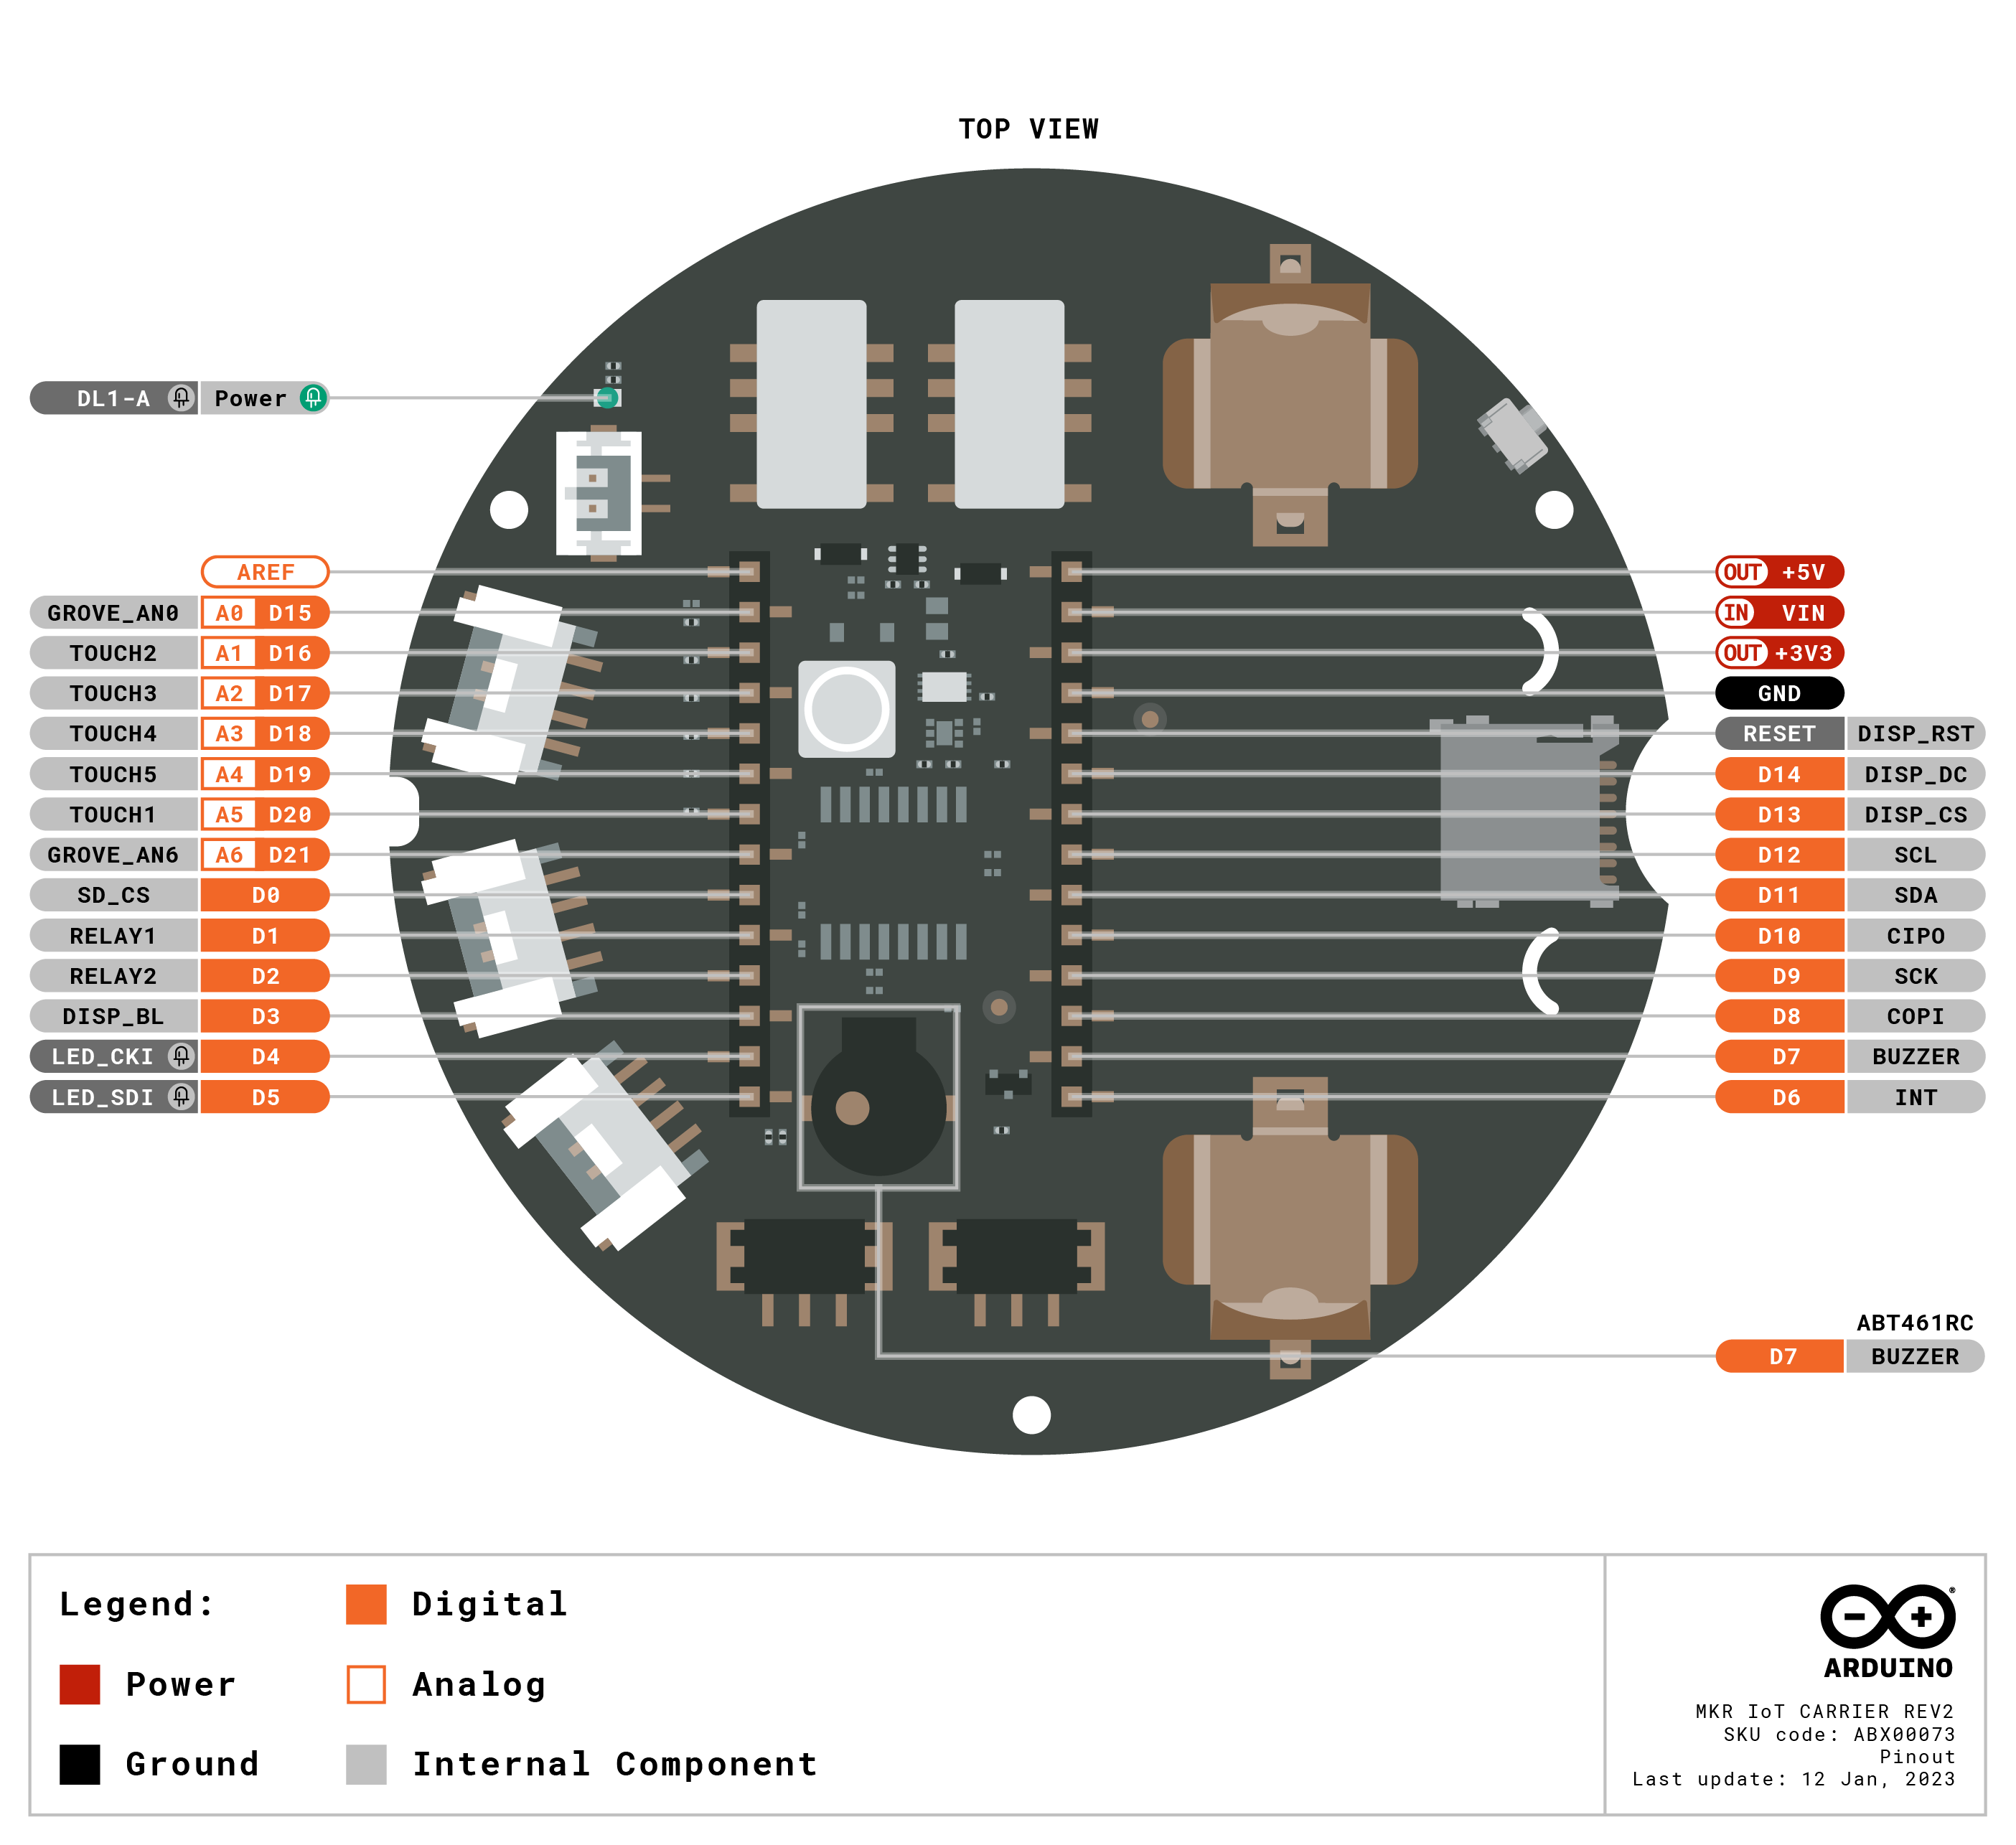 TOP VIEW
DL1-A Power
AREF
GROVE_AN0 A0 D15
TOUCH2 A1 D16
TOUCH3 A2 D17
TOUCH4 A3 D18
TOUCH5 A4 D19
TOUCH1 A5 D20
GROVE_AN6 A6 D21
SD_CS D0
RELAY1 D1
RELAY2 D2
DISP_BL D3
LED_CKI D4
LED_SDI D5
OUT +5V
IN VIN
OUT +3V3
GND
RESET DISP_RST
D14 DISP_DC
D13 DISP_CS
D12 SCL
D11 SDA
D10 CIPO
D9 SCK
D8 COPI
D7 BUZZER
D6 INT
ABT461RC
D7 BUZZER
Legend:
Power
Ground
Digital
Analog
Internal Component
®
ARDUINO
MKR IoT CARRIER REV2
SKU code: ABX00073
Pinout
Last update: 12 Jan, 2023